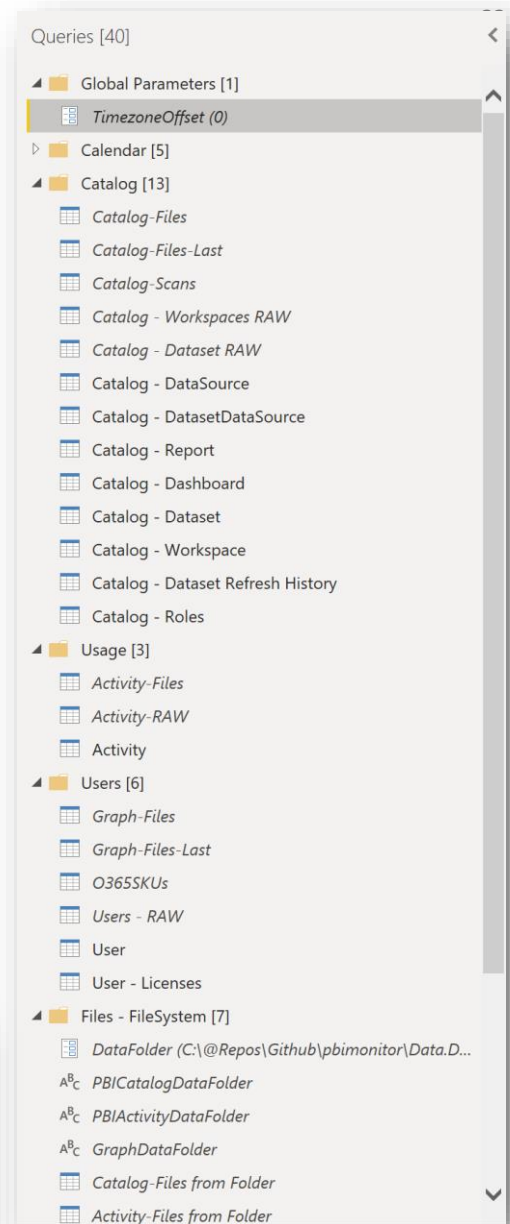 Queries [40]
Global Parameters [1]
TimezoneOffset (0)
Calendar [5]
Catalog [13]
Catalog-Files
Catalog-Files-Last
Catalog-Scans
Catalog - Workspaces RAW
Catalog - Dataset RAW
Catalog - DataSource
Catalog - DatasetDataSource
Catalog - Report
Catalog - Dashboard
Catalog - Dataset
Catalog - Workspace
Catalog - Dataset Refresh History
Catalog - Roles
Usage [3]
Activity-Files
Activity-RAW
Activity
Users [6]
Graph-Files
Graph-Files-Last
O365SKUs
Users - RAW
User
User - Licenses
Files - FileSystem [7]
DataFolder (C:\@Repos\Github\pbimonitor\Data.D...
ABC PBICatalogDataFolder
ABC PBIActivityDataFolder
ABC GraphDataFolder
Catalog-Files from Folder
Activity-Files from Folder